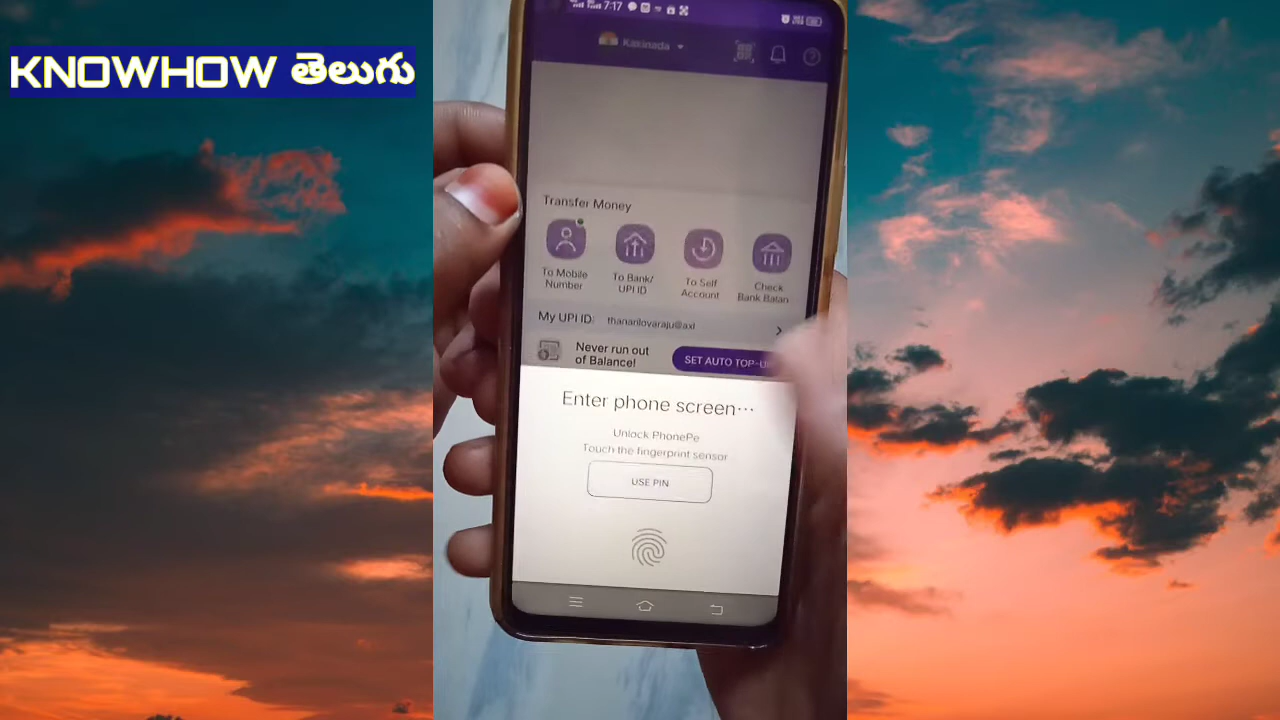 KNOWHOW తెలుగు
7:17
Kakinada
Transfer Money
To Mobile
Number
To Bank/
UPI ID
To Self
Account
Check
Bank Balan
My UPI ID:
Never run out
of Balance!
SET AUTO TOP-U
Enter phone screen...
Unlock PhonePe
Touch the fingerprint sensor
USE PIN